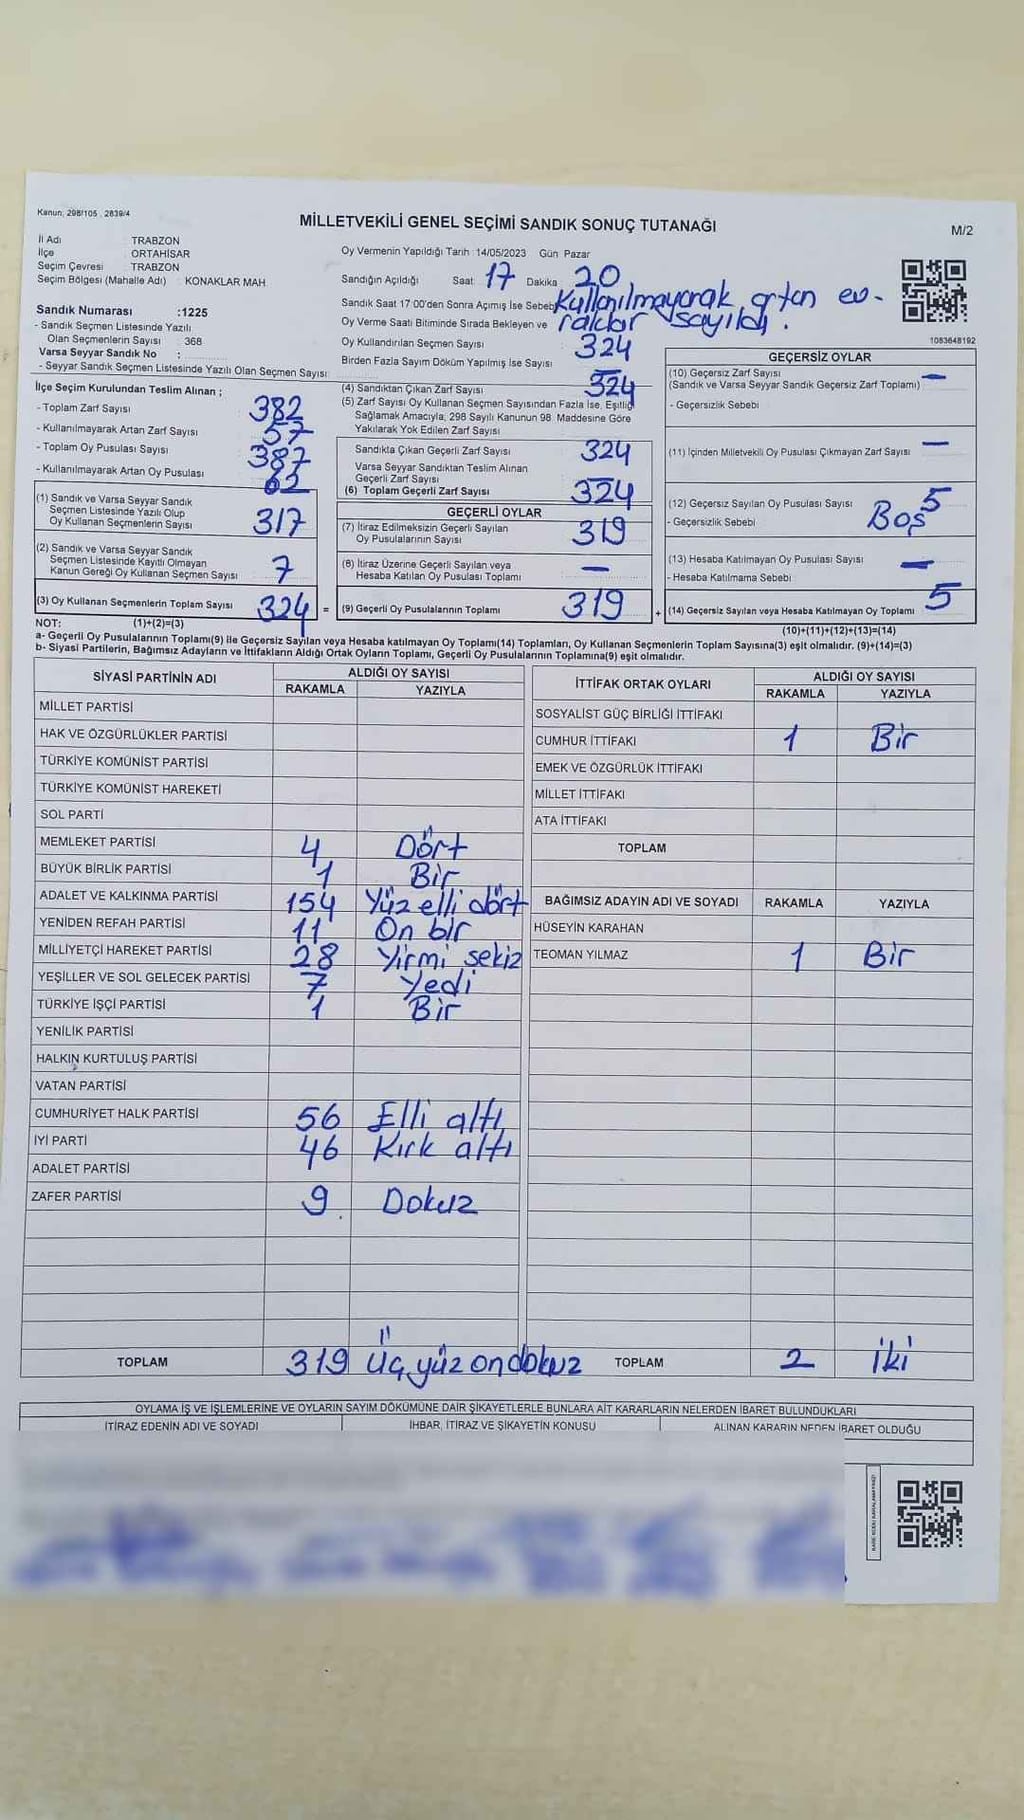 Kanun, 298/105 , 2839/4
MİLLETVEKİLİ GENEL SEÇİMİ SANDIK SONUÇ TUTANAĞI
M/2
İl Adı TRABZON
İlçe ORTAHİSAR
Seçim Çevresi TRABZON
Seçim Bölgesi (Mahalle Adı) KONAKLAR MAH
Oy Vermenin Yapıldığı Tarih 14/05/2023 Gün Pazar
Sandığın Açıldığı Saat: 17 Dakika: 20
Sandık Saat 17 00'den Sonra Açımış İse Sebebi Kullanılmayarak artan ev-
Oy Verme Saati Bitiminde Sırada Bekleyen ve raklar sayıldı.
Oy Kullandırılan Seçmen Sayısı 324
Birden Fazla Sayım Döküm Yapılmış İse Sayısı
1083648192
Sandık Numarası :1225
- Sandık Seçmen Listesinde Yazılı
Olan Seçmenlerin Sayısı : 368
Varsa Seyyar Sandık No :
- Seyyar Sandık Seçmen Listesinde Yazılı Olan Seçmen Sayısı:
İlçe Seçim Kurulundan Teslim Alınan ;
- Toplam Zarf Sayısı 382
- Kullanılmayarak Artan Zarf Sayısı 57
- Toplam Oy Pusulası Sayısı 387
- Kullanılmayarak Artan Oy Pusulası 62
(1) Sandık ve Varsa Seyyar Sandık
Seçmen Listesinde Yazılı Olup
Oy Kullanan Seçmenlerin Sayısı 317
(2) Sandık ve Varsa Seyyar Sandık
Seçmen Listesinde Kayıtlı Olmayan
Kanun Gereği Oy Kullanan Seçmen Sayısı 7
(3) Oy Kullanan Seçmenlerin Toplam Sayısı 324 =
(4) Sandıktan Çıkan Zarf Sayısı 324
(5) Zarf Sayısı Oy Kullanan Seçmen Sayısından Fazla İse, Eşitliği
Sağlamak Amacıyla, 298 Sayılı Kanunun 98. Maddesine Göre
Yakılarak Yok Edilen Zarf Sayısı
Sandıkta Çıkan Geçerli Zarf Sayısı 324
Varsa Seyyar Sandıktan Teslim Alınan
Geçerli Zarf Sayısı
(6) Toplam Geçerli Zarf Sayısı 324
GEÇERLİ OYLAR
(7) İtiraz Edilmeksizin Geçerli Sayılan
Oy Pusulalarının Sayısı 319
(8) İtiraz Üzerine Geçerli Sayılan veya
Hesaba Katılan Oy Pusulası Toplamı —
(9) Geçerli Oy Pusulalarının Toplamı 319 +
GEÇERSİZ OYLAR
(10) Geçersiz Zarf Sayısı —
(Sandık ve Varsa Seyyar Sandık Geçersiz Zarf Toplamı)
- Geçersizlik Sebebi
(11) İçinden Milletvekili Oy Pusulası Çıkmayan Zarf Sayısı —
(12) Geçersiz Sayılan Oy Pusulası Sayısı 5
- Geçersizlik Sebebi Boş
(13) Hesaba Katılmayan Oy Pusulası Sayısı —
- Hesaba Katılmama Sebebi
(14) Geçersiz Sayılan veya Hesaba Katılmayan Oy Toplamı 5
NOT: (1)+(2)=(3) (10)+(11)+(12)+(13)=(14)
a- Geçerli Oy Pusulalarının Toplamı(9) ile Geçersiz Sayılan veya Hesaba katılmayan Oy Toplamı(14) Toplamları, Oy Kullanan Seçmenlerin Toplam Sayısına(3) eşit olmalıdır. (9)+(14)=(3)
b- Siyasi Partilerin, Bağımsız Adayların ve İttifakların Aldığı Ortak Oyların Toplamı, Geçerli Oy Pusulalarının Toplamına(9) eşit olmalıdır.
SİYASİ PARTİNİN ADI ALDIĞI OY SAYISI
RAKAMLA YAZIYLA
MİLLET PARTİSİ
HAK VE ÖZGÜRLÜKLER PARTİSİ
TÜRKİYE KOMÜNİST PARTİSİ
TÜRKİYE KOMÜNİST HAREKETİ
SOL PARTİ
MEMLEKET PARTİSİ 4 Dört
BÜYÜK BİRLİK PARTİSİ 1 Bir
ADALET VE KALKINMA PARTİSİ 154 Yüz elli dört
YENİDEN REFAH PARTİSİ 11 On bir
MİLLİYETÇİ HAREKET PARTİSİ 28 Yirmi sekiz
YEŞİLLER VE SOL GELECEK PARTİSİ 7 Yedi
TÜRKİYE İŞÇİ PARTİSİ 1 Bir
YENİLİK PARTİSİ
HALKIN KURTULUŞ PARTİSİ
VATAN PARTİSİ
CUMHURİYET HALK PARTİSİ 56 Elli altı
İYİ PARTİ 46 Kırk altı
ADALET PARTİSİ
ZAFER PARTİSİ 9 Dokuz
TOPLAM 319 Üç yüz on dokuz
İTTİFAK ORTAK OYLARI ALDIĞI OY SAYISI
RAKAMLA YAZIYLA
SOSYALİST GÜÇ BİRLİĞİ İTTİFAKI
CUMHUR İTTİFAKI 1 Bir
EMEK VE ÖZGÜRLÜK İTTİFAKI
MİLLET İTTİFAKI
ATA İTTİFAKI
TOPLAM
BAĞIMSIZ ADAYIN ADI VE SOYADI RAKAMLA YAZIYLA
HÜSEYİN KARAHAN
TEOMAN YILMAZ 1 Bir
TOPLAM 2 İki
OYLAMA İŞ VE İŞLEMLERİNE VE OYLARIN SAYIM DÖKÜMÜNE DAİR ŞİKAYETLERLE BUNLARA AİT KARARLARIN NELERDEN İBARET BULUNDUKLARI
İTİRAZ EDENİN ADI VE SOYADI İHBAR, İTİRAZ VE ŞİKAYETİN KONUSU ALINAN KARARIN NEDEN İBARET OLDUĞU